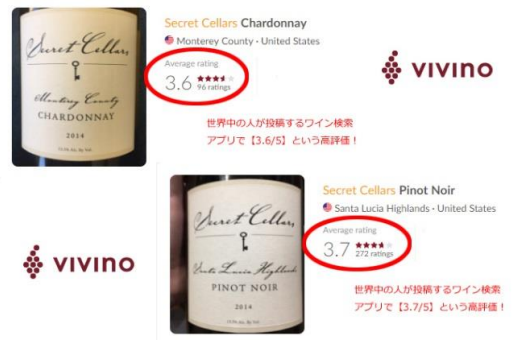 Secret Cellars
Monterey County
CHARDONNAY
2014
Secret Cellars Chardonnay
Monterey County · United States
Average rating
3.6
96 ratings
世界中の人が投稿するワイン検索
アプリで【3.6/5】という高評価！
VIVINO
VIVINO
Secret Cellars
Santa Lucia Highlands
PINOT NOIR
2014
Secret Cellars Pinot Noir
Santa Lucia Highlands · United States
Average rating
3.7
272 ratings
世界中の人が投稿するワイン検索
アプリで【3.7/5】という高評価！